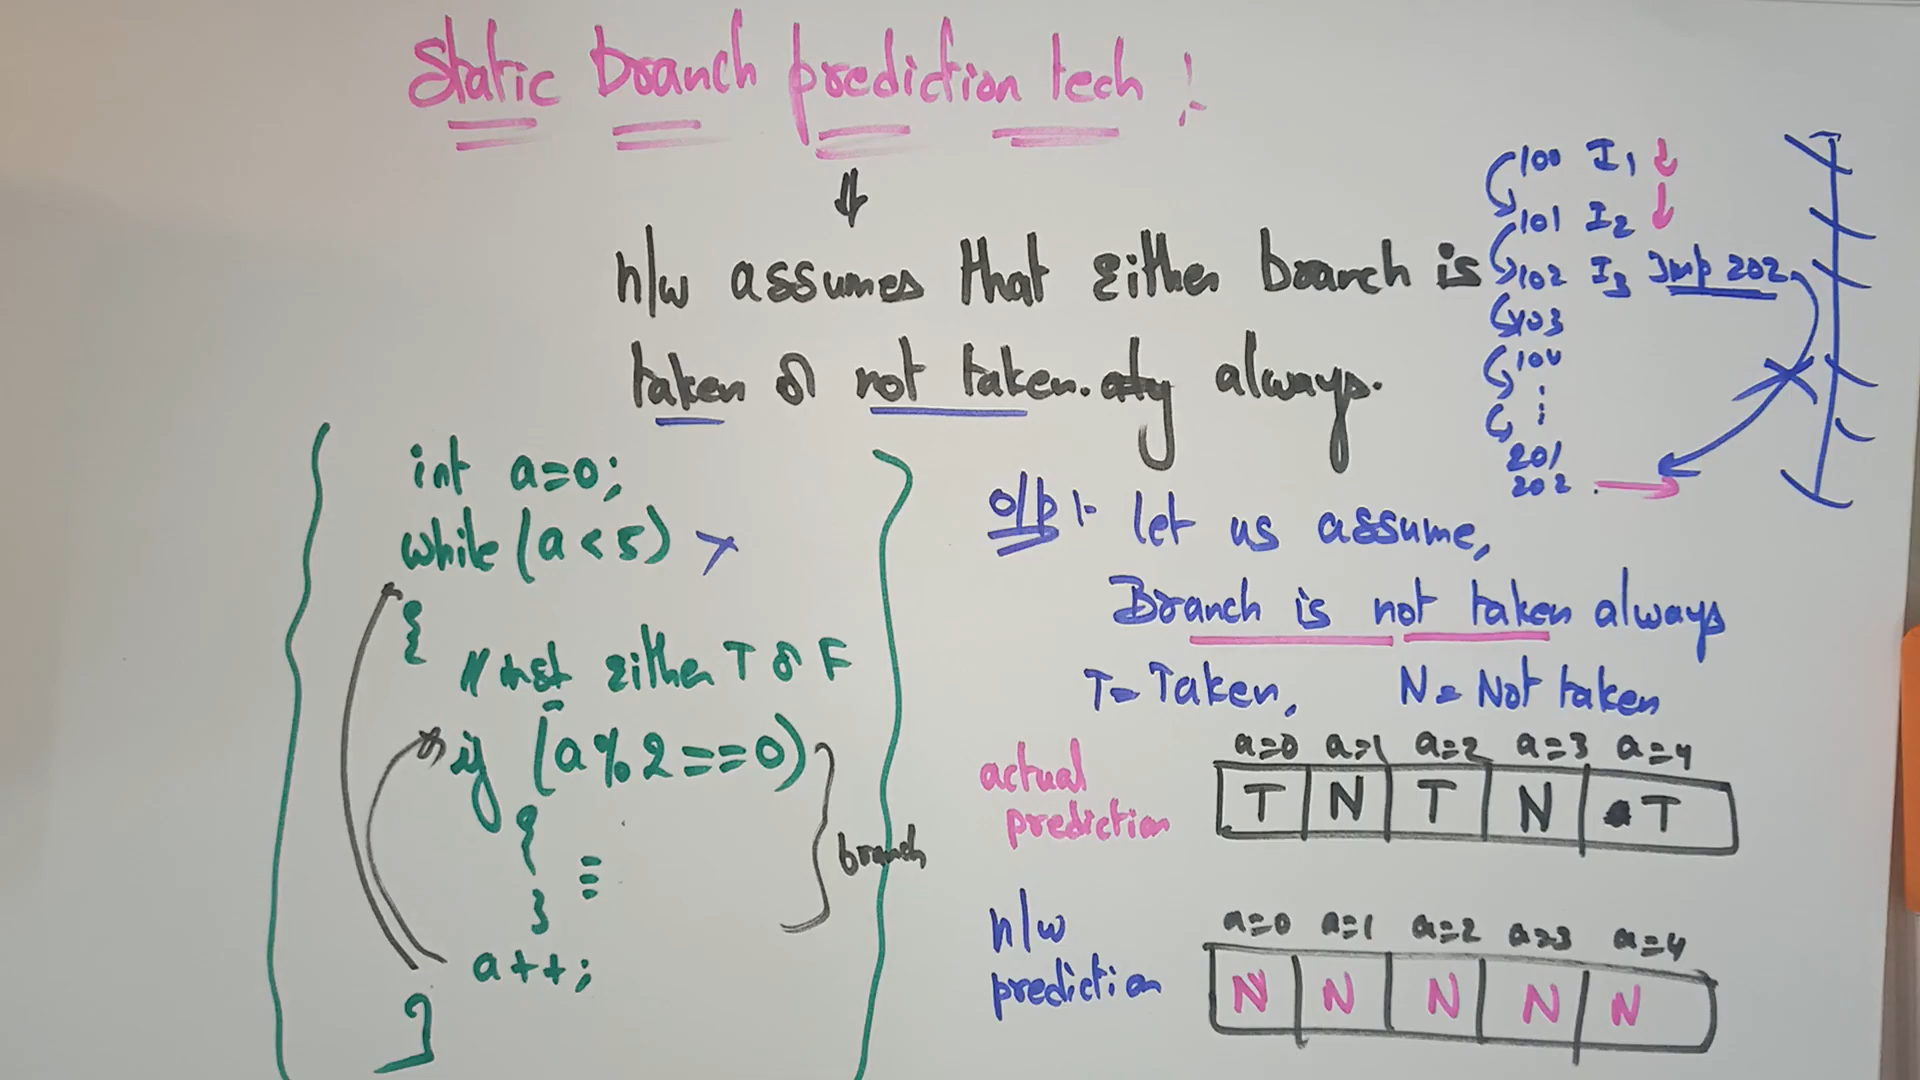 Static branch prediction tech :-
h/w assumes that either branch is
taken or not taken. always.
100 I1
101 I2
102 I3 Jmp 202
103
104
201
202
int a=0;
while (a<5)
{
// inst either T or F
if (a%2==0)
{
}
branch
a++;
}
o/p :- let us assume,
Branch is not taken always
T= Taken, N= Not taken
actual prediction
a=0 a=1 a=2 a=3 a=4
T N T N T
h/w prediction
a=0 a=1 a=2 a=3 a=4
N N N N N